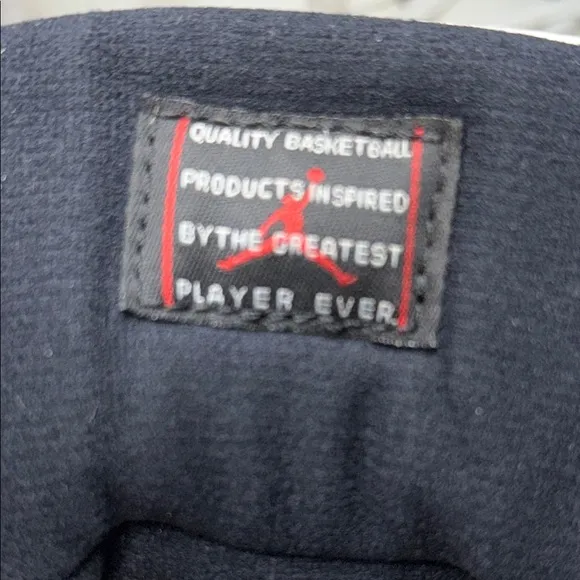 QUALITY BASKETBALL
PRODUCTS INSPIRED
BY THE GREATEST
PLAYER EVER.